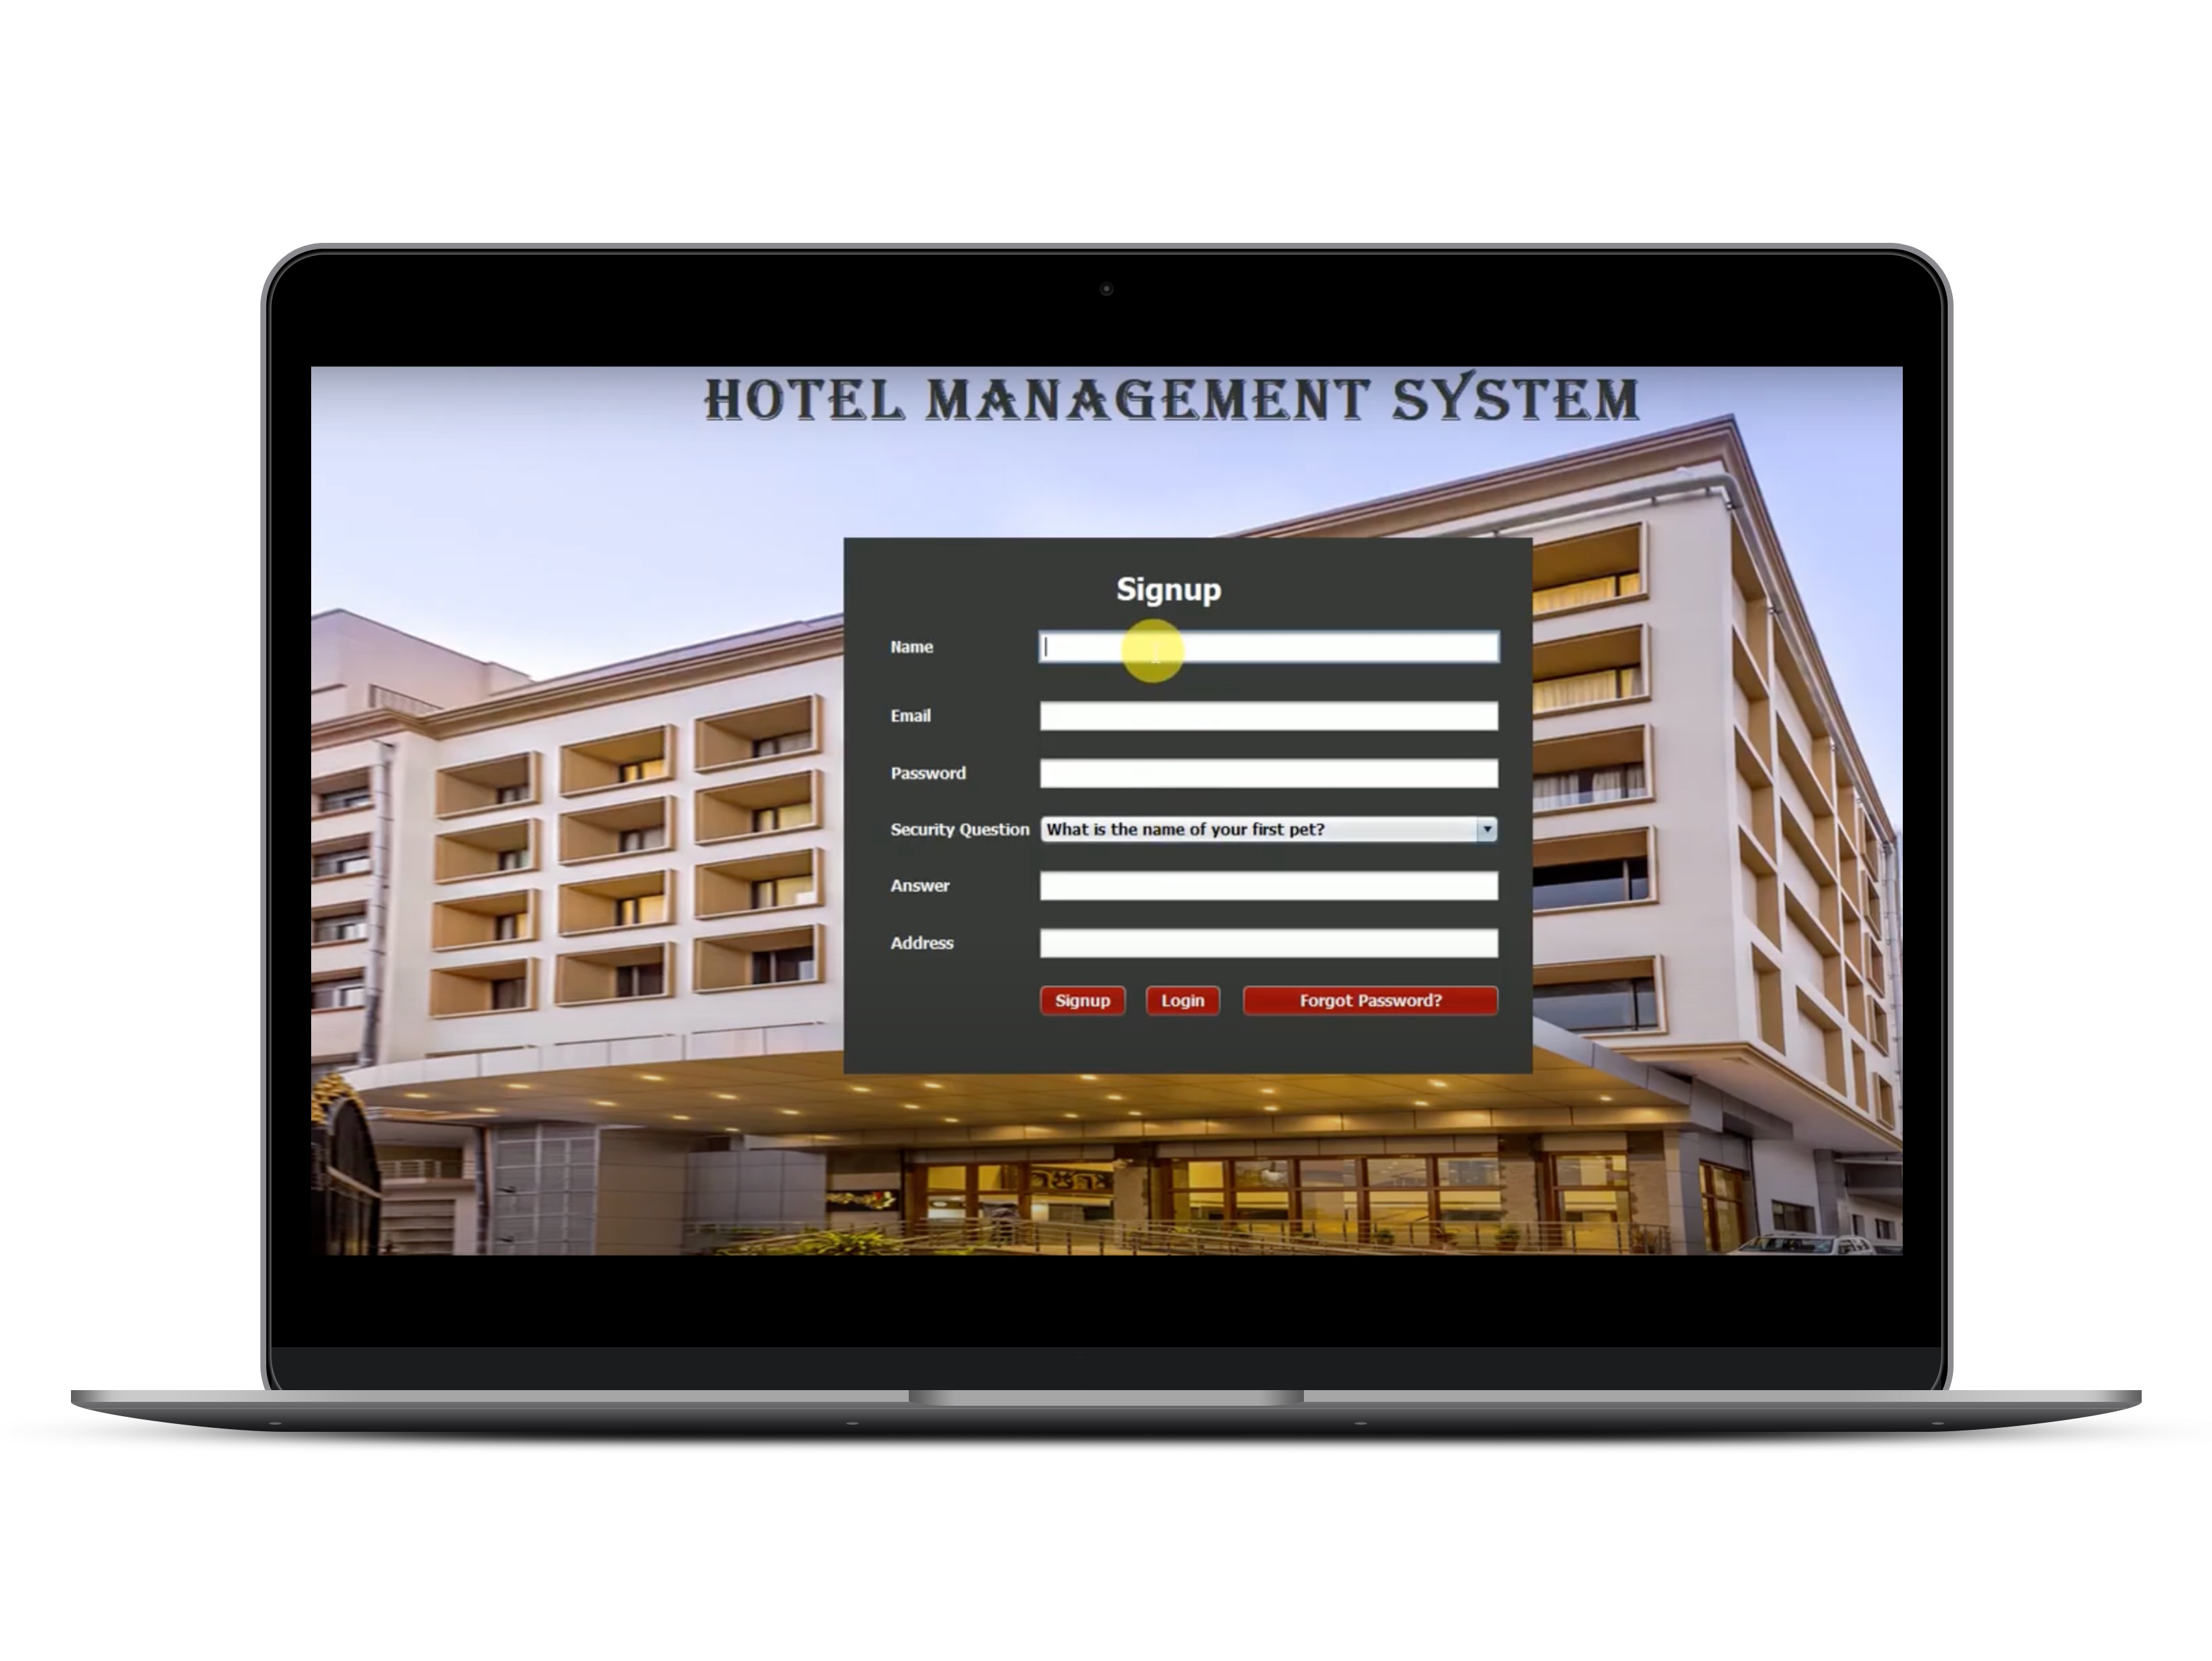 HOTEL MANAGEMENT SYSTEM
Signup
Name
Email
Password
Security Question What is the name of your first pet?
Answer
Address
Signup Login Forgot Password?